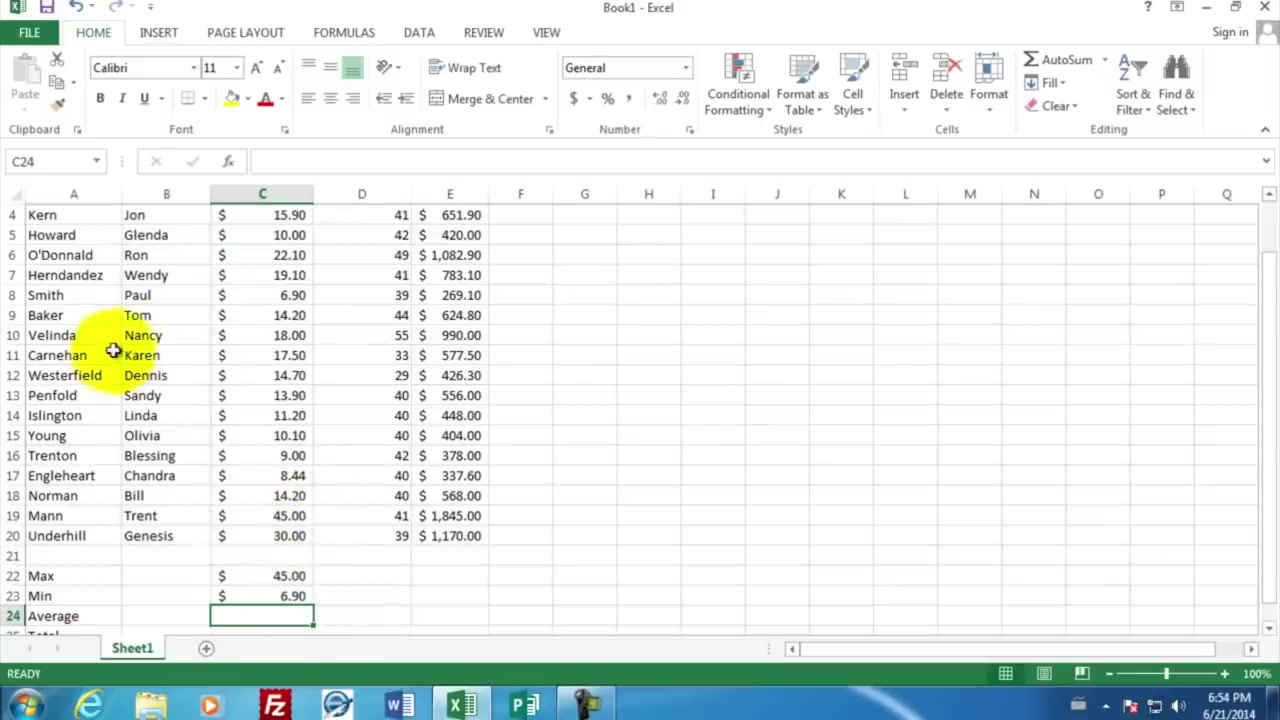 Book1 - Excel
Sign in
FILE HOME INSERT PAGE LAYOUT FORMULAS DATA REVIEW VIEW
Paste
Calibri 11
B I U A
Wrap Text
Merge & Center
General
$ % ,
Conditional Formatting
Format as Table
Cell Styles
Insert
Delete
Format
AutoSum
Fill
Clear
Sort & Filter
Find & Select
Clipboard Font Alignment Number Styles Cells Editing
C24 fx
A B C D E F G H I J K L M N O P Q
4 Kern Jon $ 15.90 41 $ 651.90
5 Howard Glenda $ 10.00 42 $ 420.00
6 O'Donnald Ron $ 22.10 49 $ 1,082.90
7 Herndandez Wendy $ 19.10 41 $ 783.10
8 Smith Paul $ 6.90 39 $ 269.10
9 Baker Tom $ 14.20 44 $ 624.80
10 Velinda Nancy $ 18.00 55 $ 990.00
11 Carnehan Karen $ 17.50 33 $ 577.50
12 Westerfield Dennis $ 14.70 29 $ 426.30
13 Penfold Sandy $ 13.90 40 $ 556.00
14 Islington Linda $ 11.20 40 $ 448.00
15 Young Olivia $ 10.10 40 $ 404.00
16 Trenton Blessing $ 9.00 42 $ 378.00
17 Engleheart Chandra $ 8.44 40 $ 337.60
18 Norman Bill $ 14.20 40 $ 568.00
19 Mann Trent $ 45.00 41 $ 1,845.00
20 Underhill Genesis $ 30.00 39 $ 1,170.00
21
22 Max $ 45.00
23 Min $ 6.90
24 Average
25 Total
Sheet1
READY 100%
6:54 PM
6/21/2014